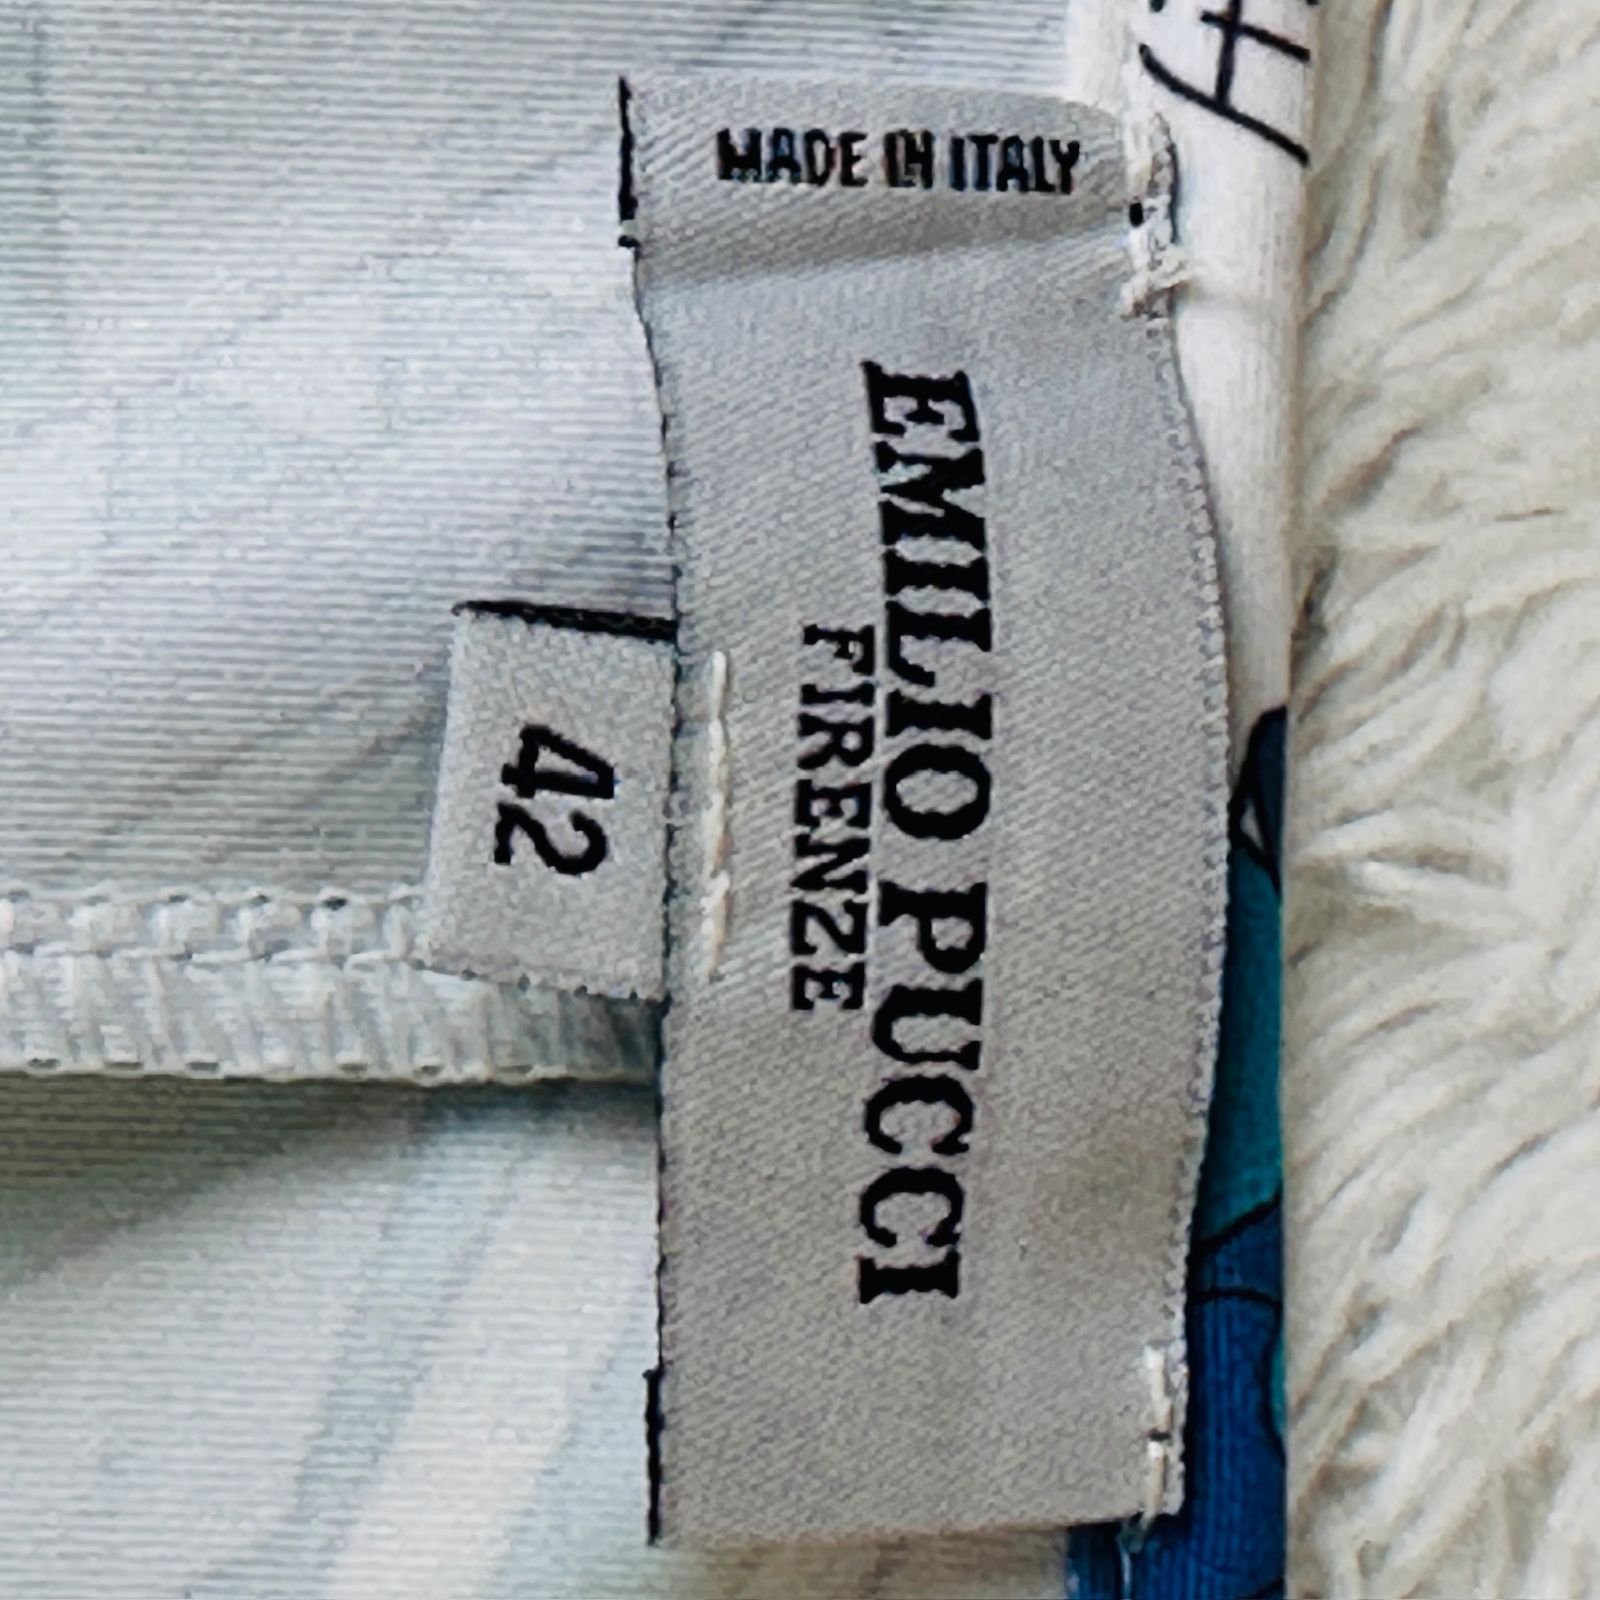 MADE IN ITALY
EMILIO PUCCI
FIRENZE
42